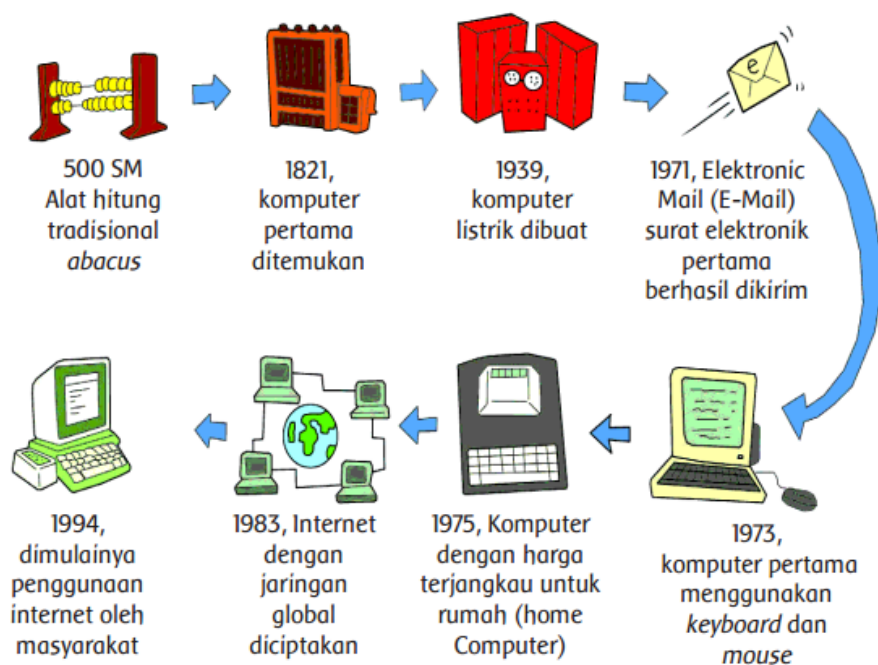 e
500 SM
Alat hitung
tradisional
abacus
1821,
komputer
pertama
ditemukan
1939,
komputer
listrik dibuat
1971, Elektronic
Mail (E-Mail)
surat elektronik
pertama
berhasil dikirim
1973,
komputer pertama
menggunakan
keyboard dan
mouse
1975, Komputer
dengan harga
terjangkau untuk
rumah (home
Computer)
1983, Internet
dengan
jaringan
global
diciptakan
1994,
dimulainya
penggunaan
internet oleh
masyarakat